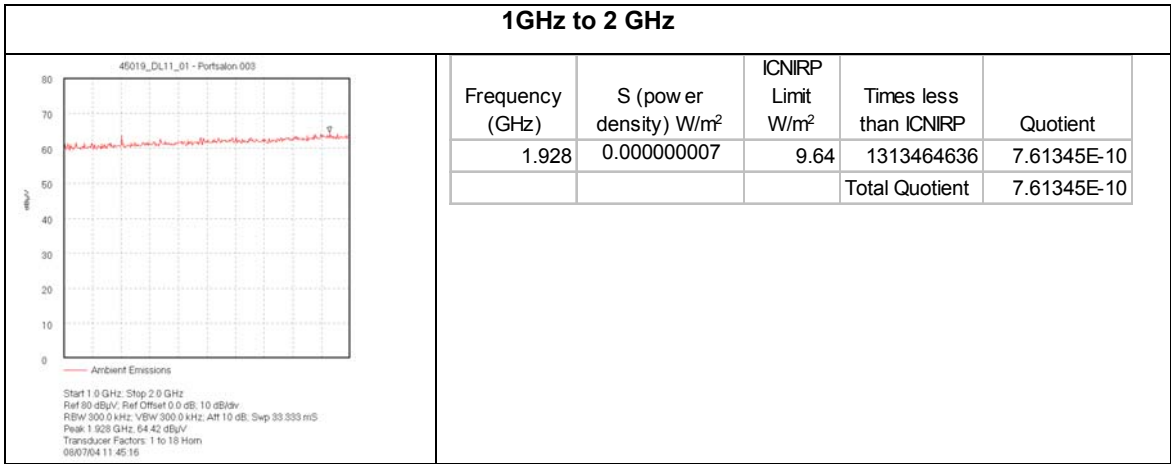 1GHz to 2 GHz
45019_DL11_01 - Portsalon 003
80
70
60
50
40
30
20
10
0
dBµV
Ambient Emissions
Start 1.0 GHz; Stop 2.0 GHz
Ref 80 dBµV; Ref Offset 0.0 dB; 10 dB/div
RBW 300.0 kHz; VBW 300.0 kHz; Att 10 dB; Swp 33.333 mS
Peak 1.928 GHz, 64.42 dBµV
Transducer Factors: 1 to 18 Horn
08/07/04 11:45:16
Frequency (GHz) S (power density) W/m² ICNIRP Limit W/m² Times less than ICNIRP Quotient
1.928 0.000000007 9.64 1313464636 7.61345E-10
Total Quotient 7.61345E-10